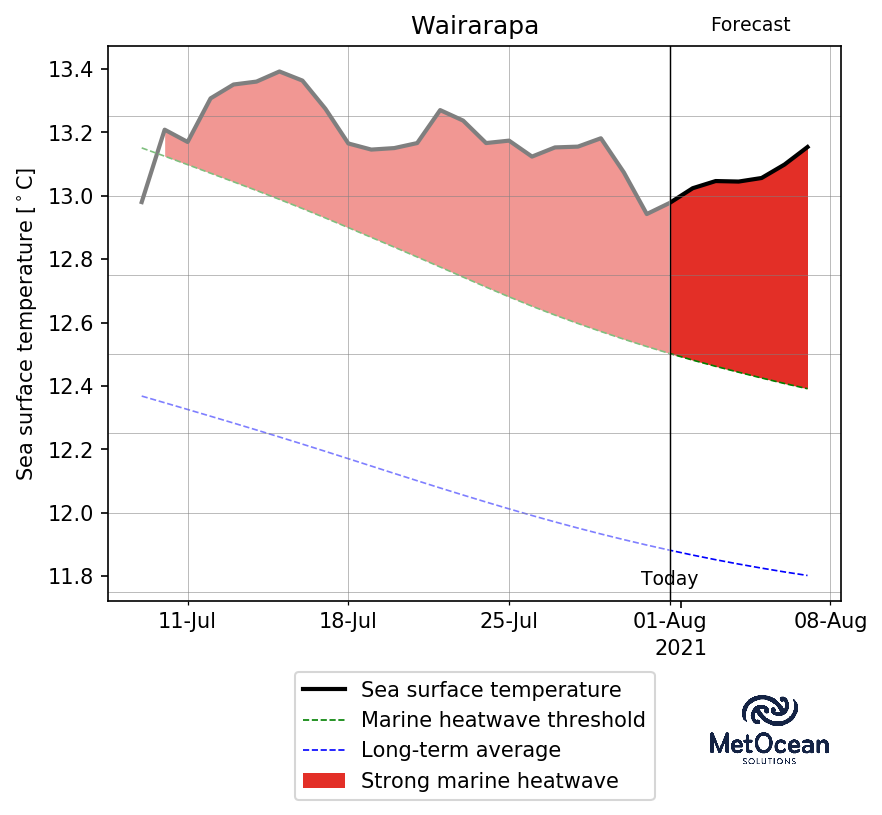 Wairarapa
Forecast
Sea surface temperature [°C]
13.4
13.2
13.0
12.8
12.6
12.4
12.2
12.0
11.8
Today
11-Jul 18-Jul 25-Jul 01-Aug 08-Aug
2021
Sea surface temperature
Marine heatwave threshold
Long-term average
Strong marine heatwave
MetOcean
SOLUTIONS